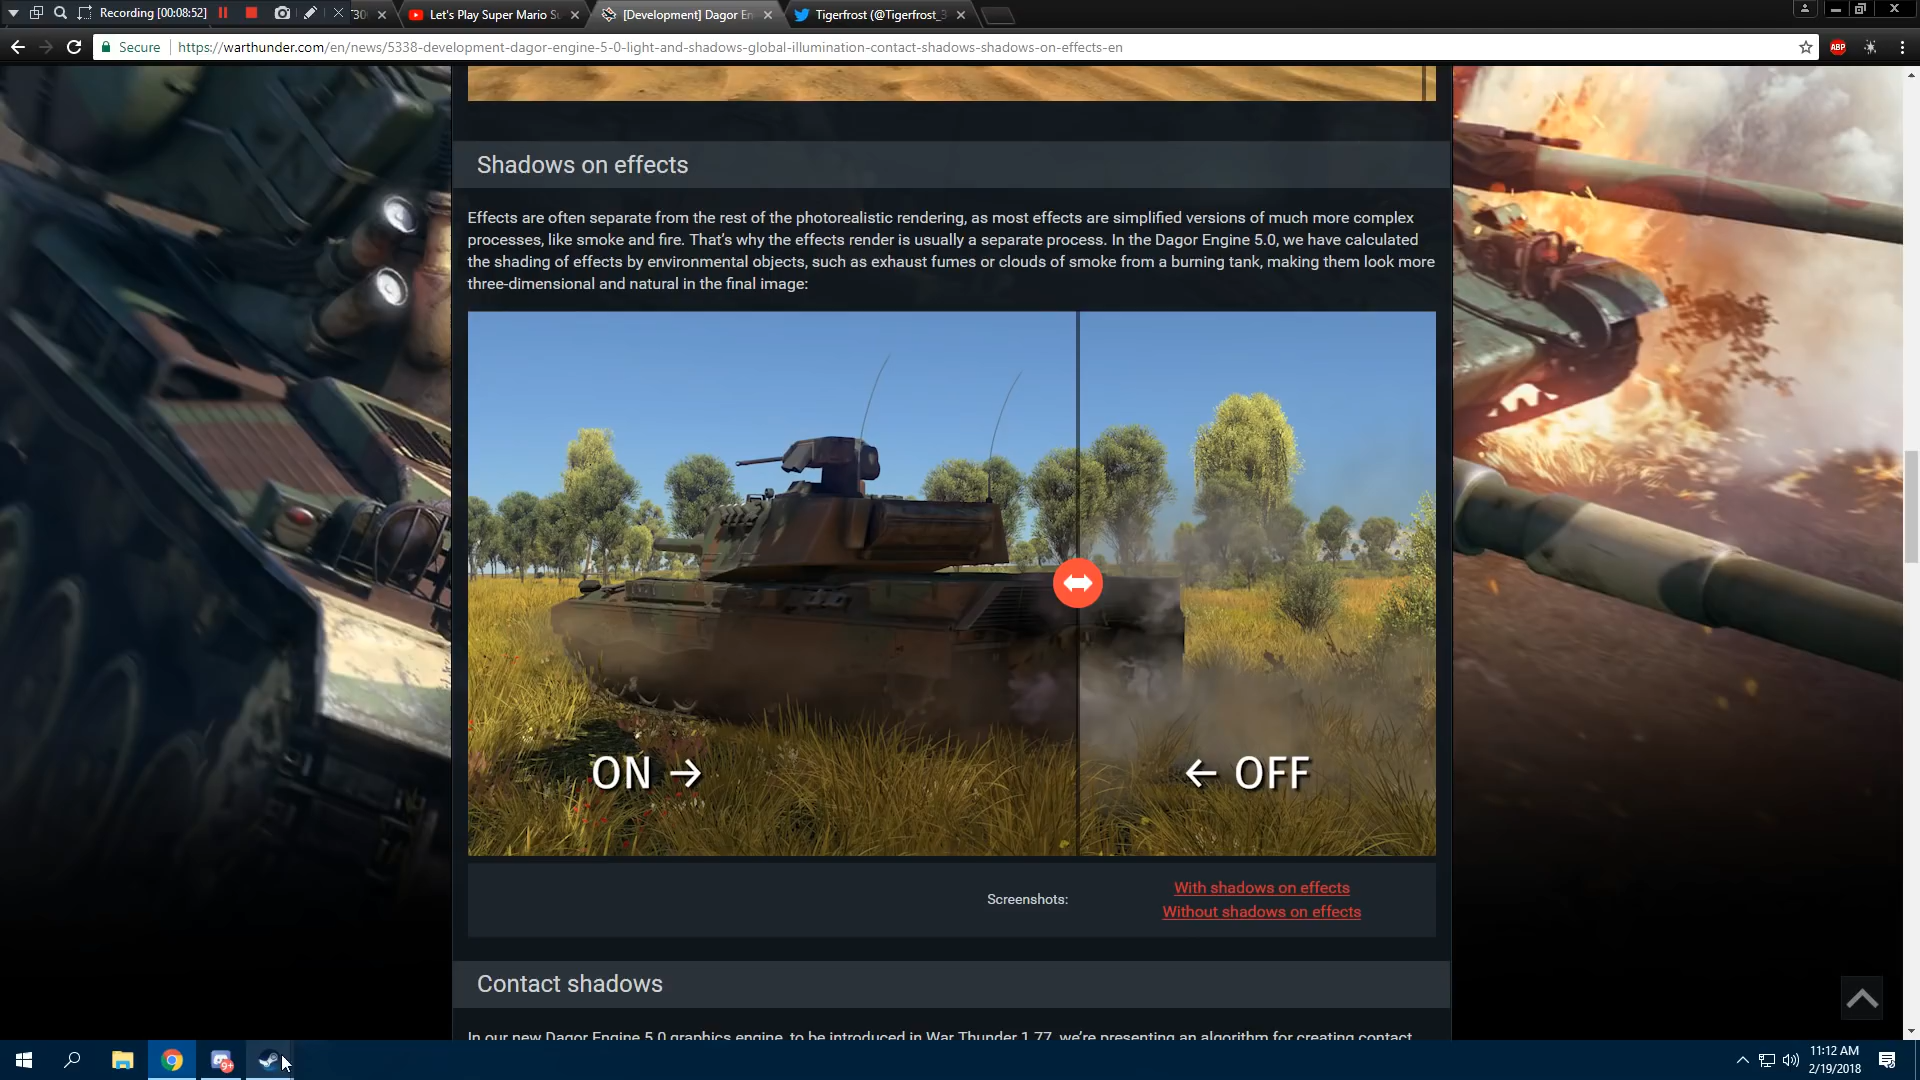 Recording [00:08:52]
Let's Play Super Mario Su
[Development] Dagor En
Tigerfrost (@Tigerfrost_3
Secure
https://warthunder.com/en/news/5338-development-dagor-engine-5-0-light-and-shadows-global-illumination-contact-shadows-shadows-on-effects-en
ABP
Shadows on effects
Effects are often separate from the rest of the photorealistic rendering, as most effects are simplified versions of much more complex
processes, like smoke and fire. That's why the effects render is usually a separate process. In the Dagor Engine 5.0, we have calculated
the shading of effects by environmental objects, such as exhaust fumes or clouds of smoke from a burning tank, making them look more
three-dimensional and natural in the final image:
ON →
← OFF
Screenshots:
With shadows on effects
Without shadows on effects
Contact shadows
In our new Dagor Engine 5.0 graphics engine, to be introduced in War Thunder 1.77, we're presenting an algorithm for creating contact
9+
11:12 AM
2/19/2018